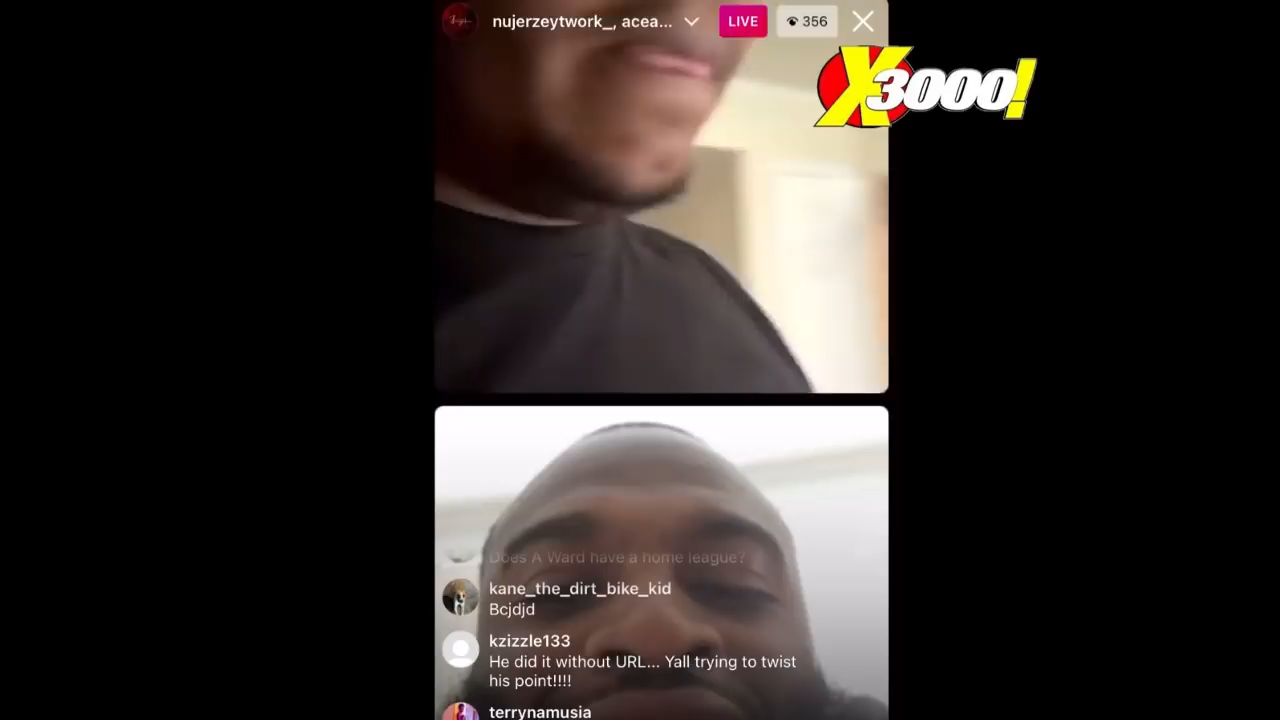 nujerzeytwork_, acea...
LIVE
356
X3000!
Does A Ward have a home league?
kane_the_dirt_bike_kid
Bcjdjd
kzizzle133
He did it without URL... Yall trying to twist
his point!!!!
terrynamusia